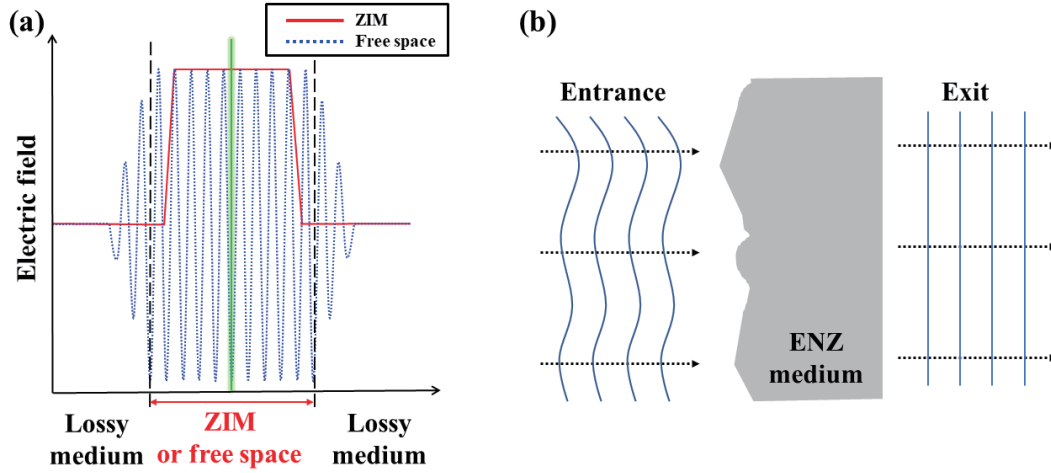 (a)
ZIM
Free space
Electric field
Lossy
medium
ZIM
or free space
Lossy
medium
(b)
Entrance
Exit
ENZ
medium